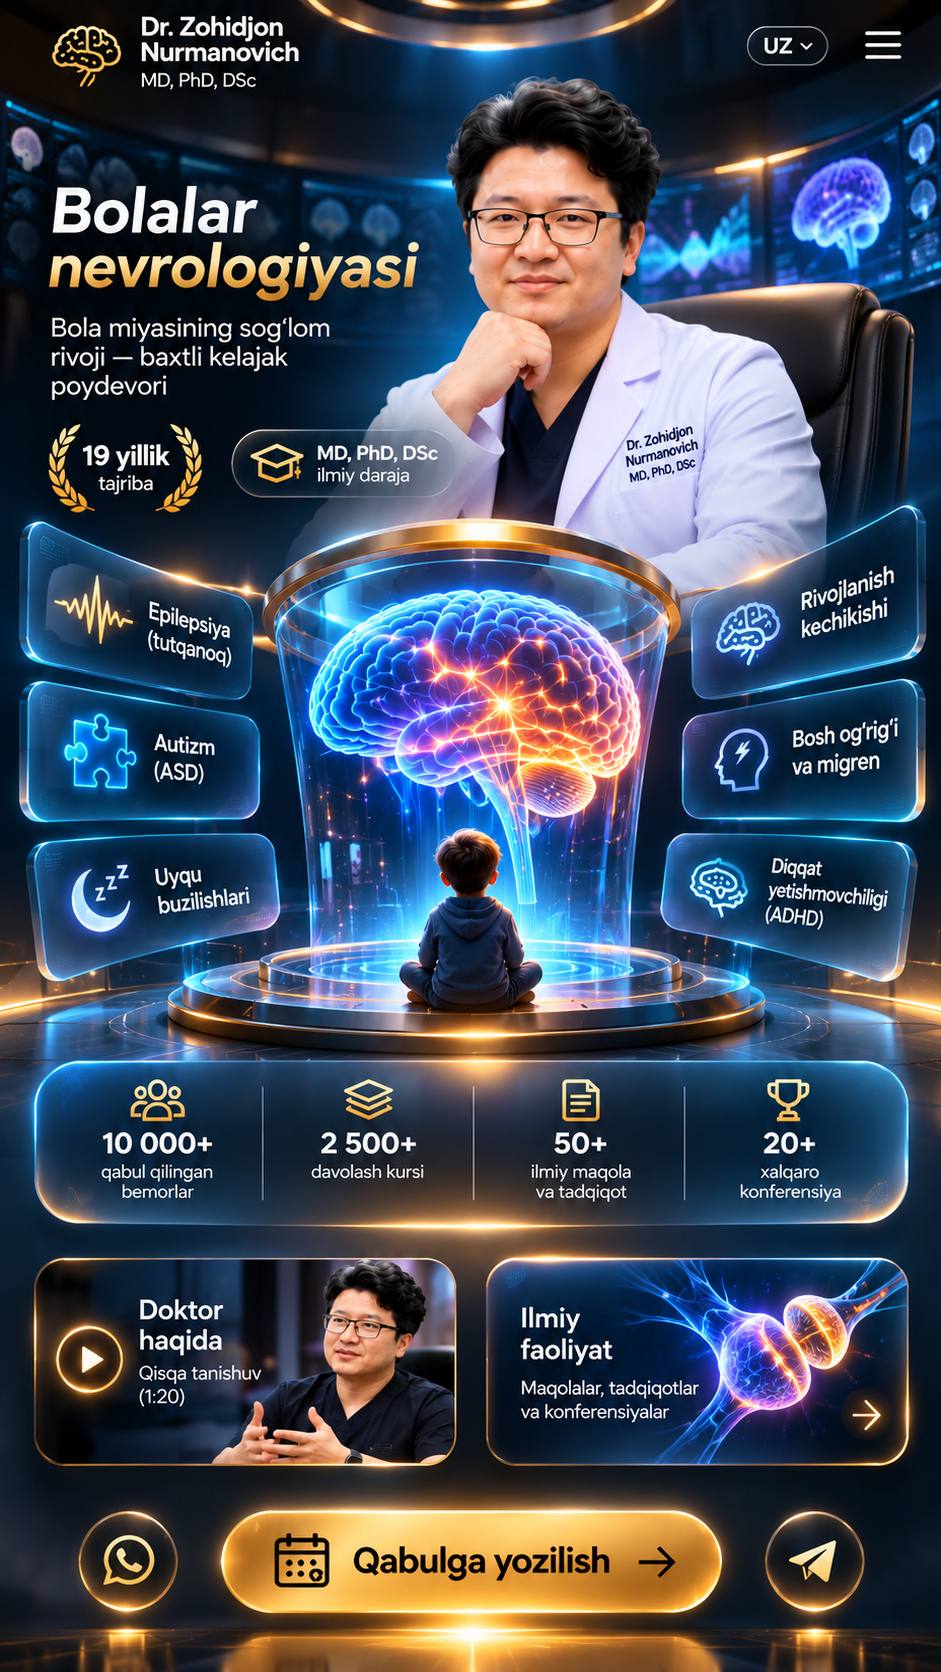 Dr. Zohidjon
Nurmanovich
MD, PhD, DSc
UZ
Bolalar
nevrologiyasi
Bola miyasining sog‘lom
rivoji — baxtli kelajak
poydevori
19 yillik
tajriba
MD, PhD, DSc
ilmiy daraja
Dr. Zohidjon
Nurmanovich
MD, PhD, DSc
Epilepsiya
(tutqanoq)
Rivojlanish
kechikishi
Autizm
(ASD)
Bosh og‘rig‘i
va migren
Uyqu
buzilishlari
Diqqat
yetishmovchiligi
(ADHD)
zzz
10 000+
qabul qilingan
bemorlar
2 500+
davolash kursi
50+
ilmiy maqola
va tadqiqot
20+
xalqaro
konferensiya
Doktor
haqida
Qisqa tanishuv
(1:20)
Ilmiy
faoliyat
Maqolalar, tadqiqotlar
va konferensiyalar
Qabulga yozilish